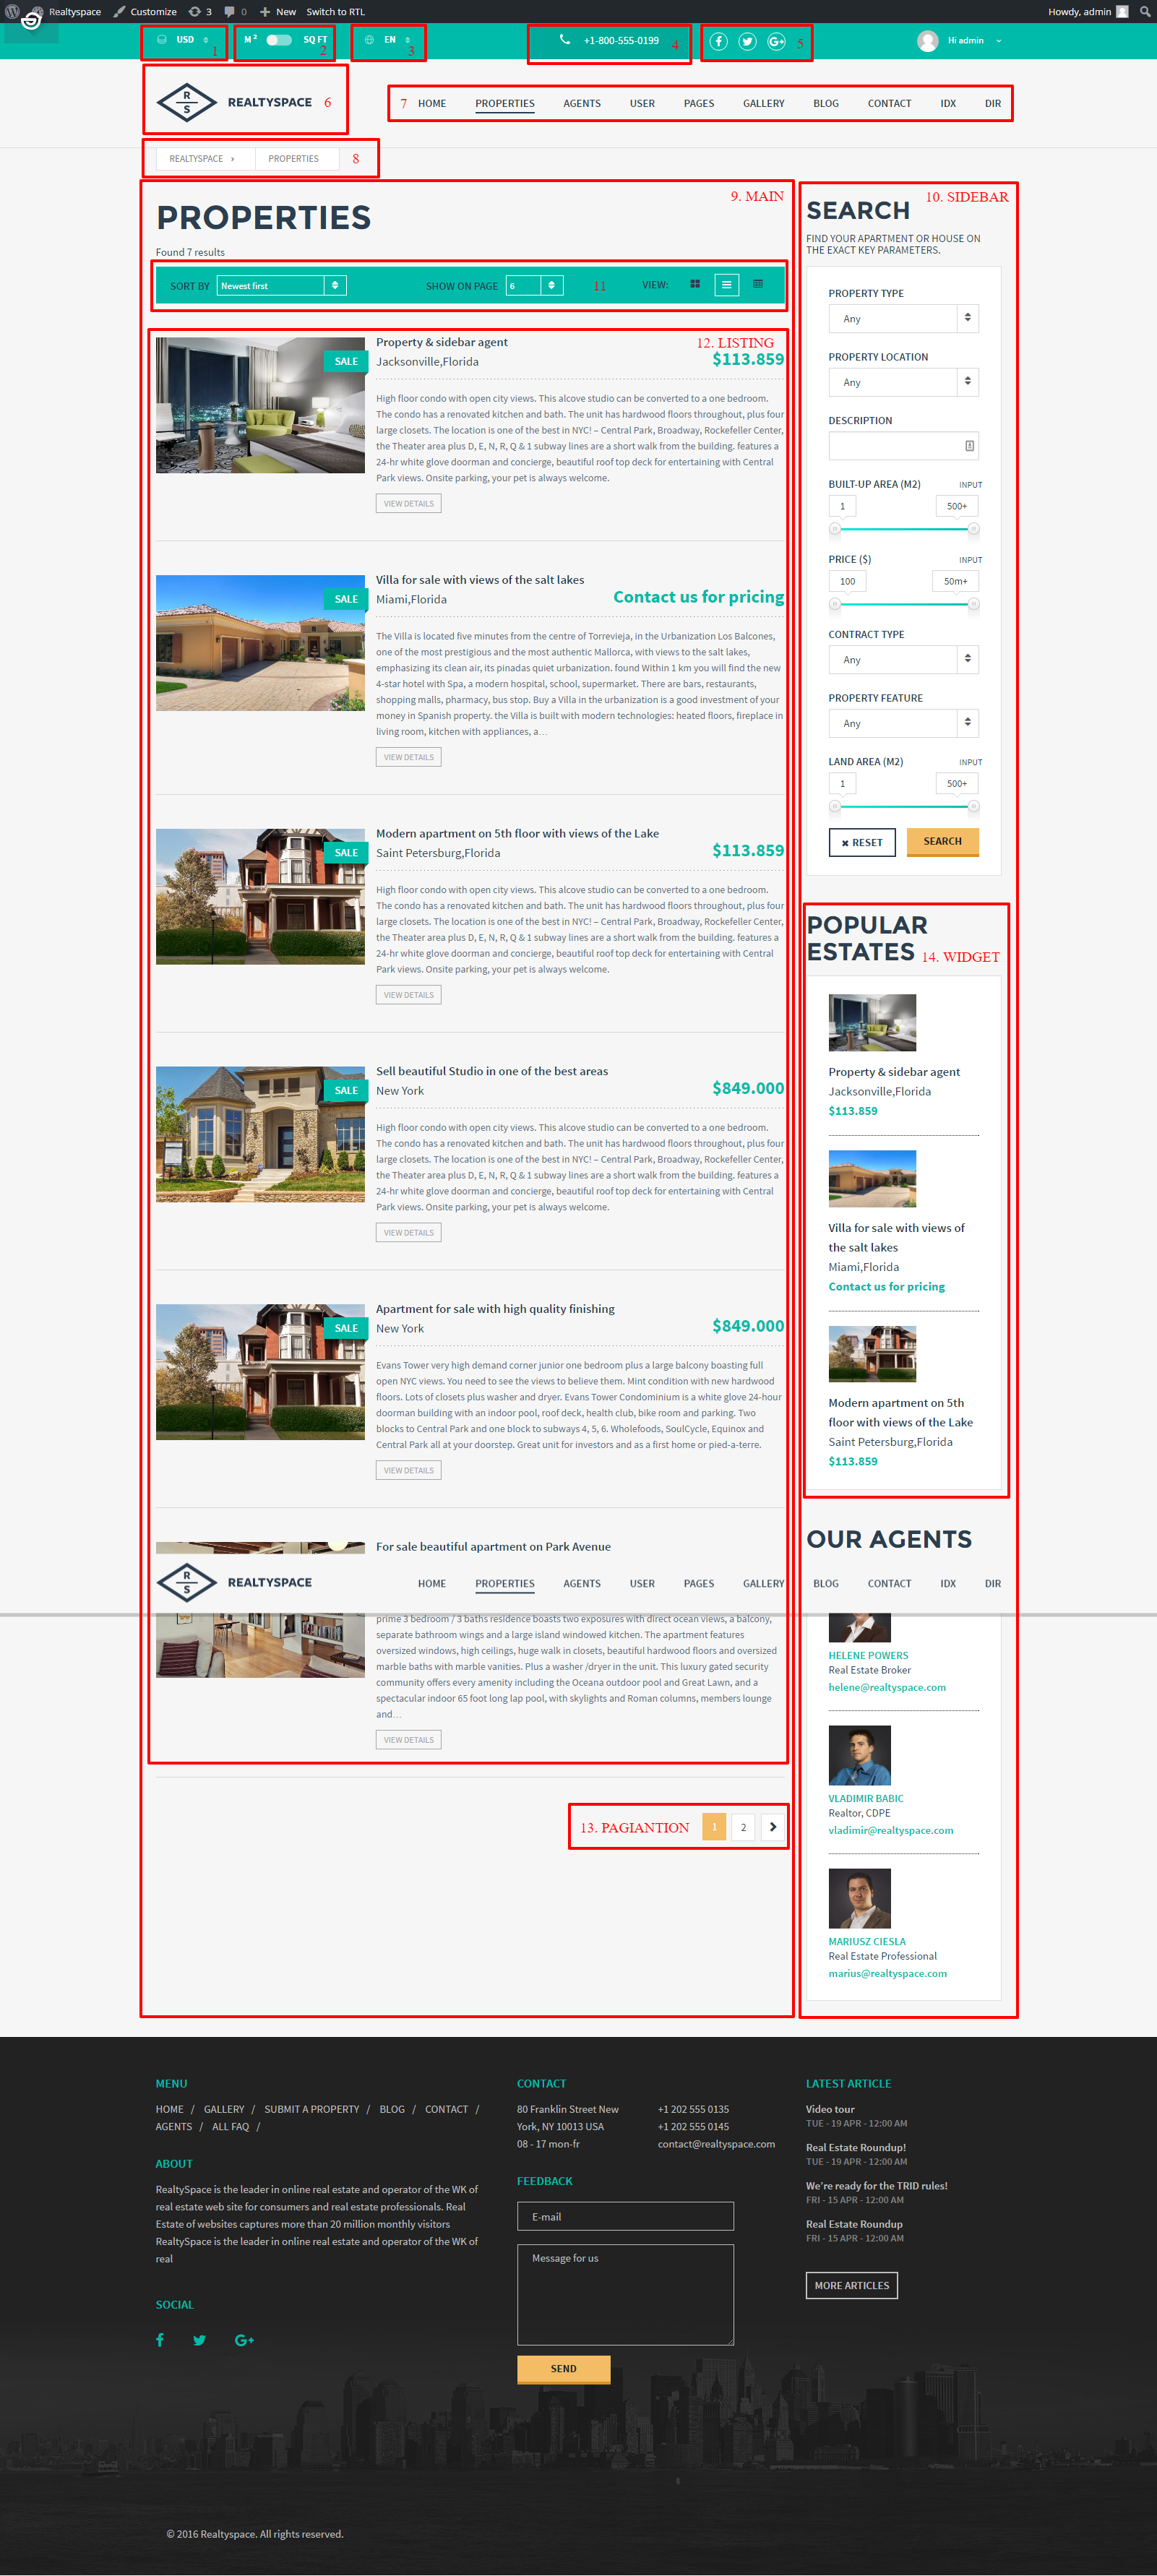 Realtyspace Customize 3 0 New Switch to RTL Howdy, admin
USD 1 M² SQ FT 2 EN 3 +1-800-555-0199 4 5 Hi admin
R S REALTYSPACE 6 7 HOME PROPERTIES AGENTS USER PAGES GALLERY BLOG CONTACT IDX DIR
REALTYSPACE › PROPERTIES 8
9. MAIN
PROPERTIES
Found 7 results
SORT BY Newest first SHOW ON PAGE 6 11 VIEW:
12. LISTING
SALE
Property & sidebar agent
Jacksonville,Florida $113.859
High floor condo with open city views. This alcove studio can be converted to a one bedroom.
The condo has a renovated kitchen and bath. The unit has hardwood floors throughout, plus four
large closets. The location is one of the best in NYC! – Central Park, Broadway, Rockefeller Center,
the Theater area plus D, E, N, R, Q & 1 subway lines are a short walk from the building. features a
24-hr white glove doorman and concierge, beautiful roof top deck for entertaining with Central
Park views. Onsite parking, your pet is always welcome.
VIEW DETAILS
SALE
Villa for sale with views of the salt lakes
Miami,Florida Contact us for pricing
The Villa is located five minutes from the centre of Torrevieja, in the Urbanization Los Balcones,
one of the most prestigious and the most authentic Mallorca, with views to the salt lakes,
emphasizing its clean air, its pinadas quiet urbanization. found Within 1 km you will find the new
4-star hotel with Spa, a modern hospital, school, supermarket. There are bars, restaurants,
shopping malls, pharmacy, bus stop. Buy a Villa in the urbanization is a good investment of your
money in Spanish property. the Villa is built with modern technologies: heated floors, fireplace in
living room, kitchen with appliances, a…
VIEW DETAILS
SALE
Modern apartment on 5th floor with views of the Lake
Saint Petersburg,Florida $113.859
High floor condo with open city views. This alcove studio can be converted to a one bedroom.
The condo has a renovated kitchen and bath. The unit has hardwood floors throughout, plus four
large closets. The location is one of the best in NYC! – Central Park, Broadway, Rockefeller Center,
the Theater area plus D, E, N, R, Q & 1 subway lines are a short walk from the building. features a
24-hr white glove doorman and concierge, beautiful roof top deck for entertaining with Central
Park views. Onsite parking, your pet is always welcome.
VIEW DETAILS
SALE
Sell beautiful Studio in one of the best areas
New York $849.000
High floor condo with open city views. This alcove studio can be converted to a one bedroom.
The condo has a renovated kitchen and bath. The unit has hardwood floors throughout, plus four
large closets. The location is one of the best in NYC! – Central Park, Broadway, Rockefeller Center,
the Theater area plus D, E, N, R, Q & 1 subway lines are a short walk from the building. features a
24-hr white glove doorman and concierge, beautiful roof top deck for entertaining with Central
Park views. Onsite parking, your pet is always welcome.
VIEW DETAILS
SALE
Apartment for sale with high quality finishing
New York $849.000
Evans Tower very high demand corner junior one bedroom plus a large balcony boasting full
open NYC views. You need to see the views to believe them. Mint condition with new hardwood
floors. Lots of closets plus washer and dryer. Evans Tower Condominium is a white glove 24-hour
doorman building with an indoor pool, roof deck, health club, bike room and parking. Two
blocks to Central Park and one block to subways 4, 5, 6. Wholefoods, SoulCycle, Equinox and
Central Park all at your doorstep. Great unit for investors and as a first home or pied-a-terre.
VIEW DETAILS
For sale beautiful apartment on Park Avenue
R S REALTYSPACE HOME PROPERTIES AGENTS USER PAGES GALLERY BLOG CONTACT IDX DIR
prime 3 bedroom / 3 baths residence boasts two exposures with direct ocean views, a balcony,
separate bathroom wings and a large island windowed kitchen. The apartment features
oversized windows, high ceilings, huge walk in closets, beautiful hardwood floors and oversized
marble baths with marble vanities. Plus a washer /dryer in the unit. This luxury gated security
community offers every amenity including the Oceana outdoor pool and Great Lawn, and a
spectacular indoor 65 foot long lap pool, with skylights and Roman columns, members lounge
and…
VIEW DETAILS
13. PAGIANTION 1 2
10. SIDEBAR
SEARCH
FIND YOUR APARTMENT OR HOUSE ON
THE EXACT KEY PARAMETERS.
PROPERTY TYPE
Any
PROPERTY LOCATION
Any
DESCRIPTION
BUILT-UP AREA (M2) INPUT
1 500+
PRICE ($) INPUT
100 50m+
CONTRACT TYPE
Any
PROPERTY FEATURE
Any
LAND AREA (M2) INPUT
1 500+
✖ RESET SEARCH
POPULAR
ESTATES 14. WIDGET
Property & sidebar agent
Jacksonville,Florida
$113.859
Villa for sale with views of
the salt lakes
Miami,Florida
Contact us for pricing
Modern apartment on 5th
floor with views of the Lake
Saint Petersburg,Florida
$113.859
OUR AGENTS
HELENE POWERS
Real Estate Broker
helene@realtyspace.com
VLADIMIR BABIC
Realtor, CDPE
vladimir@realtyspace.com
MARIUSZ CIESLA
Real Estate Professional
marius@realtyspace.com
MENU
HOME / GALLERY / SUBMIT A PROPERTY / BLOG / CONTACT /
AGENTS / ALL FAQ /
ABOUT
RealtySpace is the leader in online real estate and operator of the WK of
real estate web site for consumers and real estate professionals. Real
Estate of websites captures more than 20 million monthly visitors
RealtySpace is the leader in online real estate and operator of the WK of
real
SOCIAL
CONTACT
80 Franklin Street New +1 202 555 0135
York, NY 10013 USA +1 202 555 0145
08 - 17 mon-fr contact@realtyspace.com
FEEDBACK
E-mail
Message for us
SEND
LATEST ARTICLE
Video tour
TUE - 19 APR - 12:00 AM
Real Estate Roundup!
TUE - 19 APR - 12:00 AM
We're ready for the TRID rules!
FRI - 15 APR - 12:00 AM
Real Estate Roundup
FRI - 15 APR - 12:00 AM
MORE ARTICLES
© 2016 Realtyspace. All rights reserved.